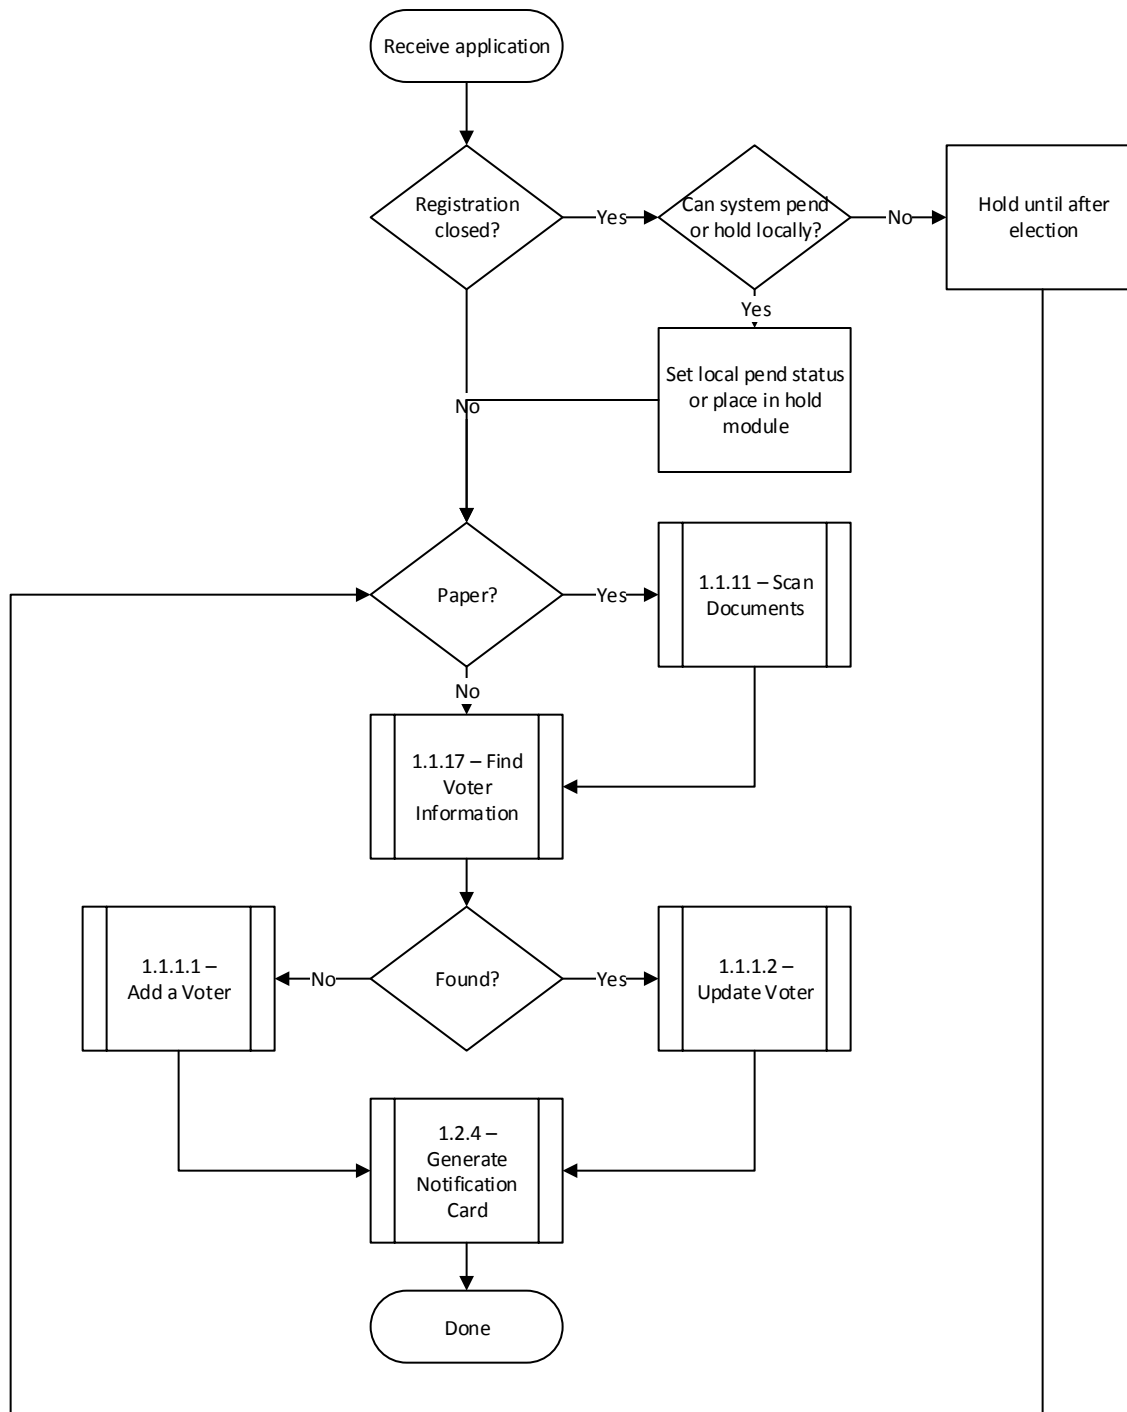 Receive application
Registration
closed?
Yes
Can system pend
or hold locally?
No
Hold until after
election
Yes
Set local pend status
or place in hold
module
No
Paper?
Yes
1.1.11 – Scan
Documents
No
1.1.17 – Find
Voter
Information
1.1.1.1 –
Add a Voter
No
Found?
Yes
1.1.1.2 –
Update Voter
1.2.4 –
Generate
Notification
Card
Done